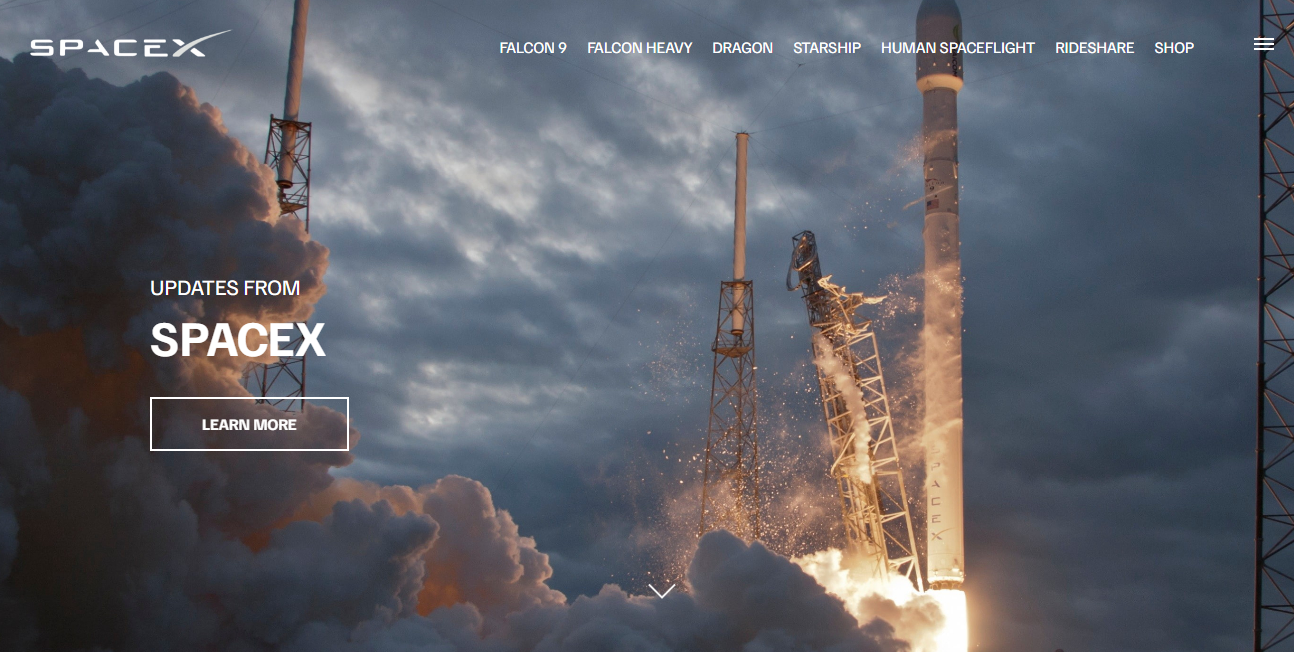 SPACEX
FALCON 9 FALCON HEAVY DRAGON STARSHIP HUMAN SPACEFLIGHT RIDESHARE SHOP
UPDATES FROM
SPACEX
LEARN MORE
SPACEX